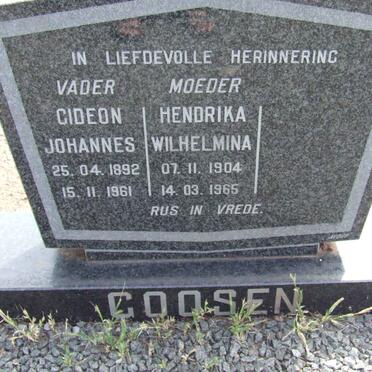 IN LIEFDEVOLLE HERINNERING
VADER MOEDER
GIDEON HENDRIKA
JOHANNES WILHELMINA
25.04.1892 07.11.1904
15.11.1961 14.03.1965
RUS IN VREDE.
GOOSEN